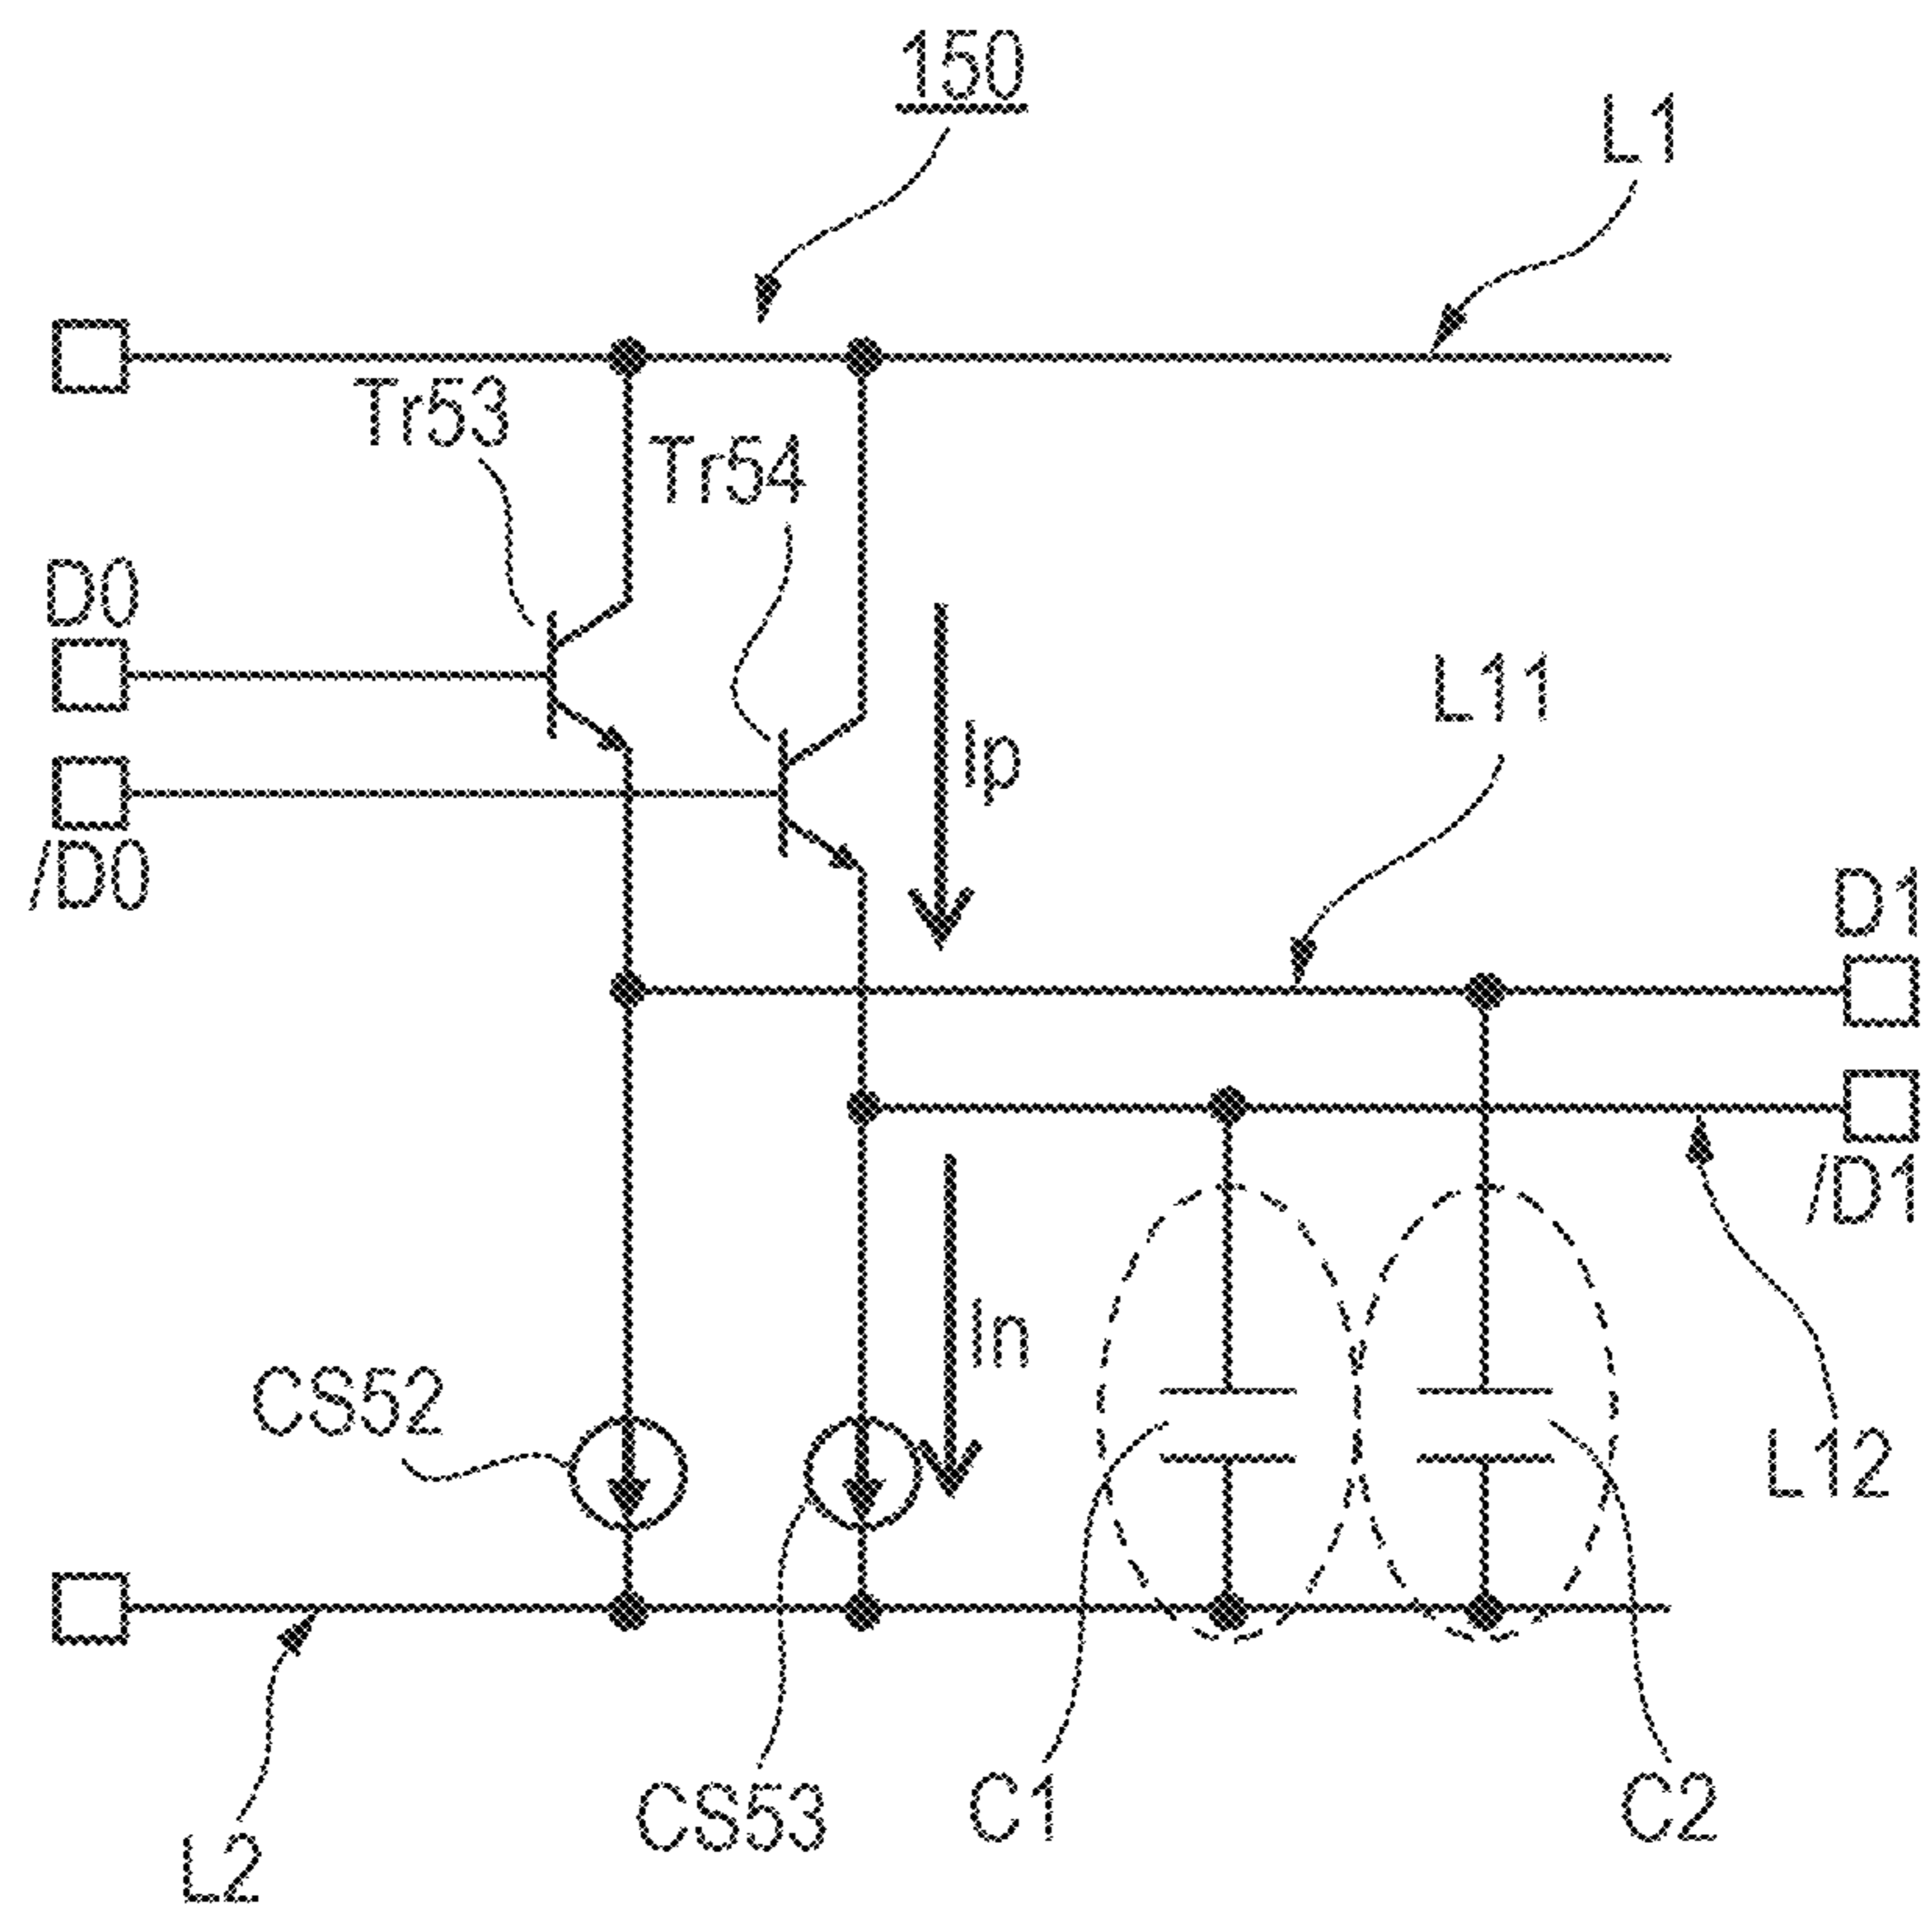 150
L1
Tr53
Tr54
D0
Ip
L11
/D0
D1
/D1
In
CS52
L12
CS53
C1
C2
L2